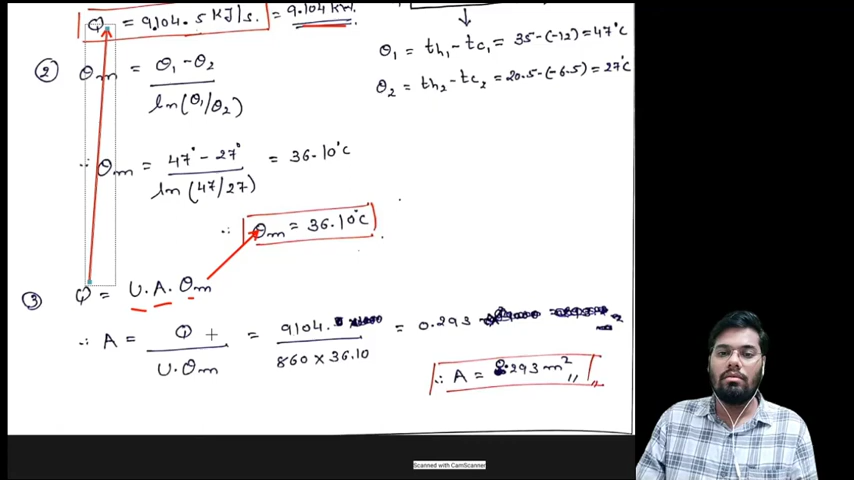 Q = 9,104.5 KJ/s. = 9.104 kW.
θ1 = th1 - tc1 = 35-(-12) = 47°C
② θm = θ1-θ2 / ln(θ1/θ2)
θ2 = th2 - tc2 = 20.5-(-6.5) = 27°C
∴ θm = 47° - 27° / ln(47/27) = 36.10°C
∴ θm = 36.10°C
③ Q = U.A.θm
∴ A = Q / U.θm = 9104. / 860 × 36.10 = 0.293
∴ A = 0.293 m² //
Scanned with CamScanner